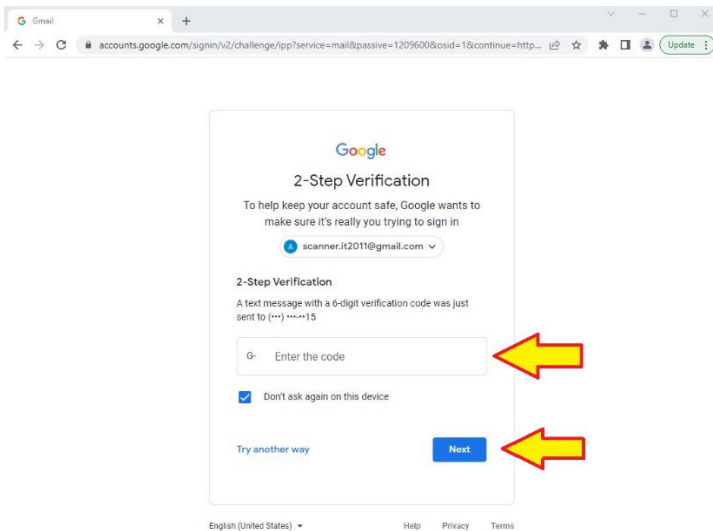 Gmail
accounts.google.com/signin/v2/challenge/ipp?service=mail&passive=1209600&osid=1&continue=http...
Update
Google
2-Step Verification
To help keep your account safe, Google wants to
make sure it's really you trying to sign in
A scanner.it2011@gmail.com
2-Step Verification
A text message with a 6-digit verification code was just
sent to (•••) •••-••15
G- Enter the code
Don't ask again on this device
Try another way Next
English (United States) Help Privacy Terms